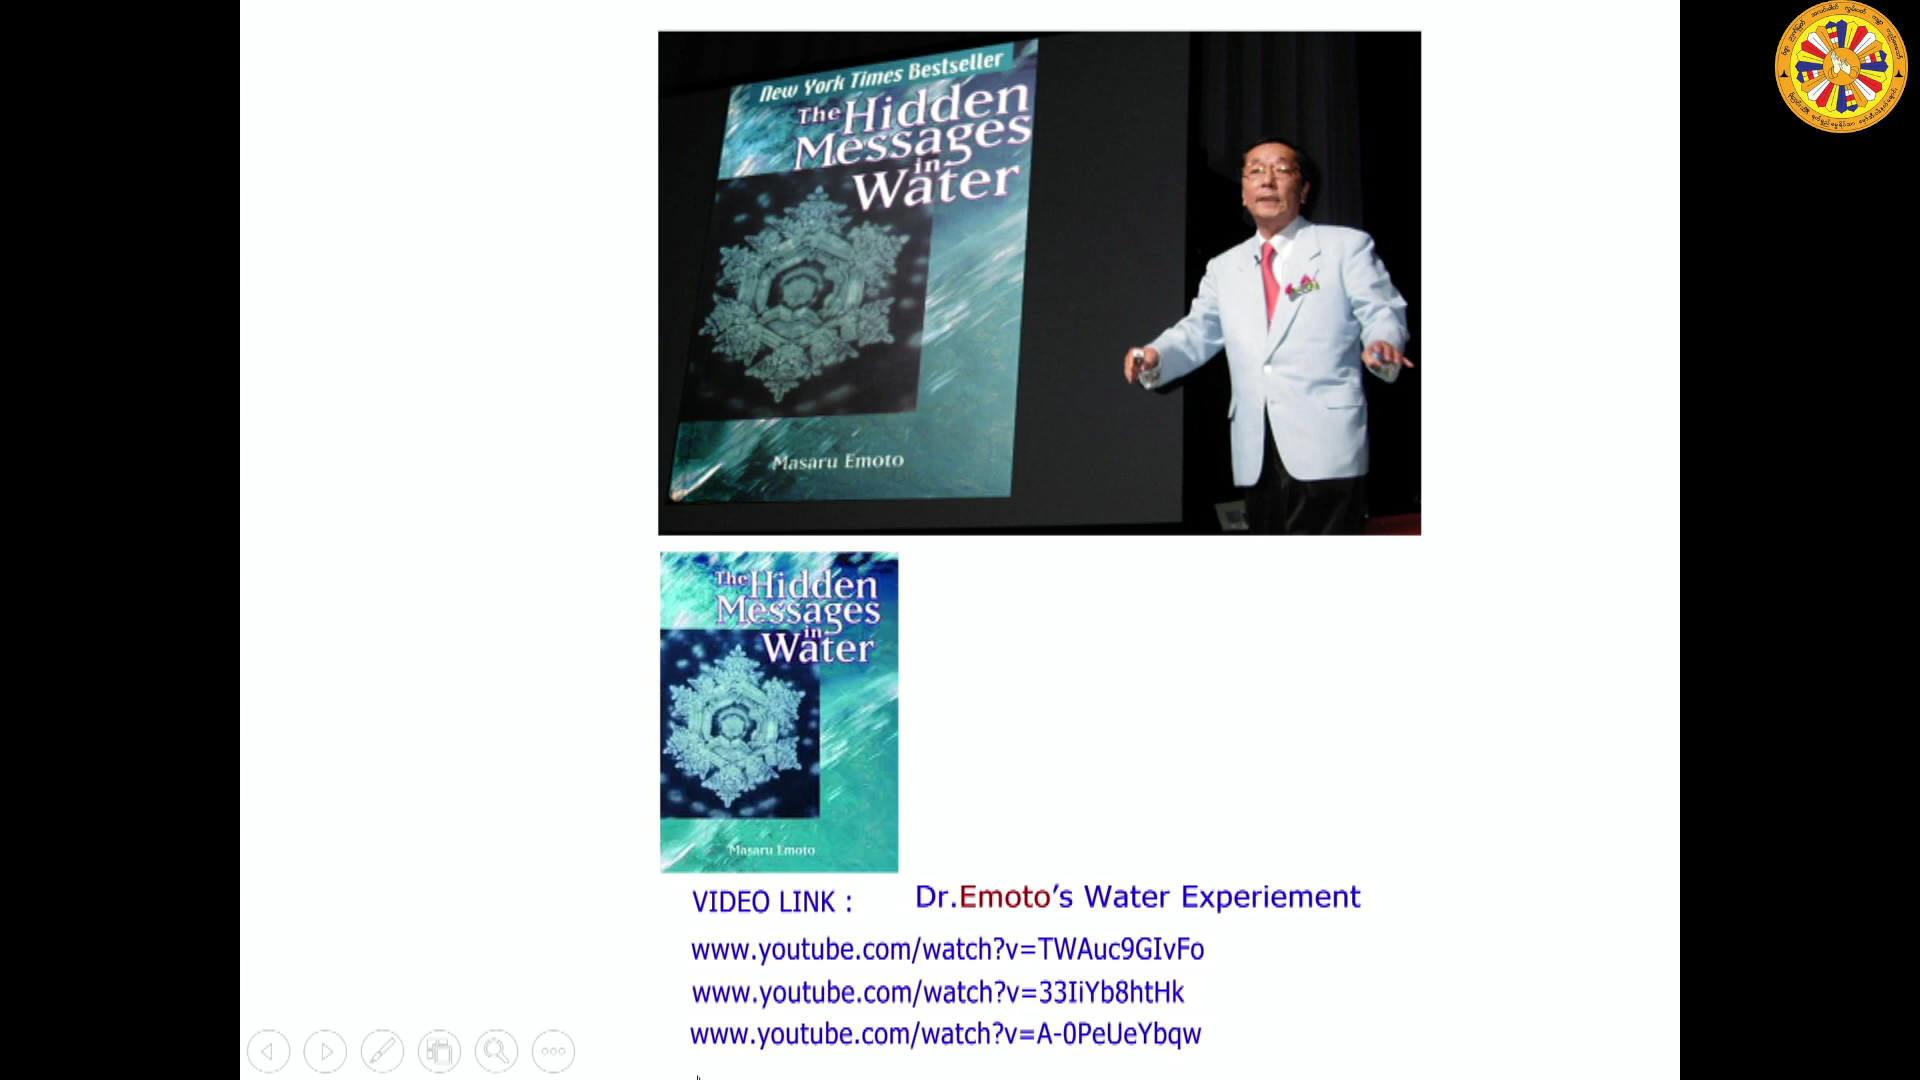 New York Times Bestseller
The Hidden
Messages
in
Water
Masaru Emoto
The Hidden
Messages
in
Water
Masaru Emoto
VIDEO LINK : Dr.Emoto's Water Experiement
www.youtube.com/watch?v=TWAuc9GIvFo
www.youtube.com/watch?v=33IiYb8htHk
www.youtube.com/watch?v=A-0PeUeYbqw